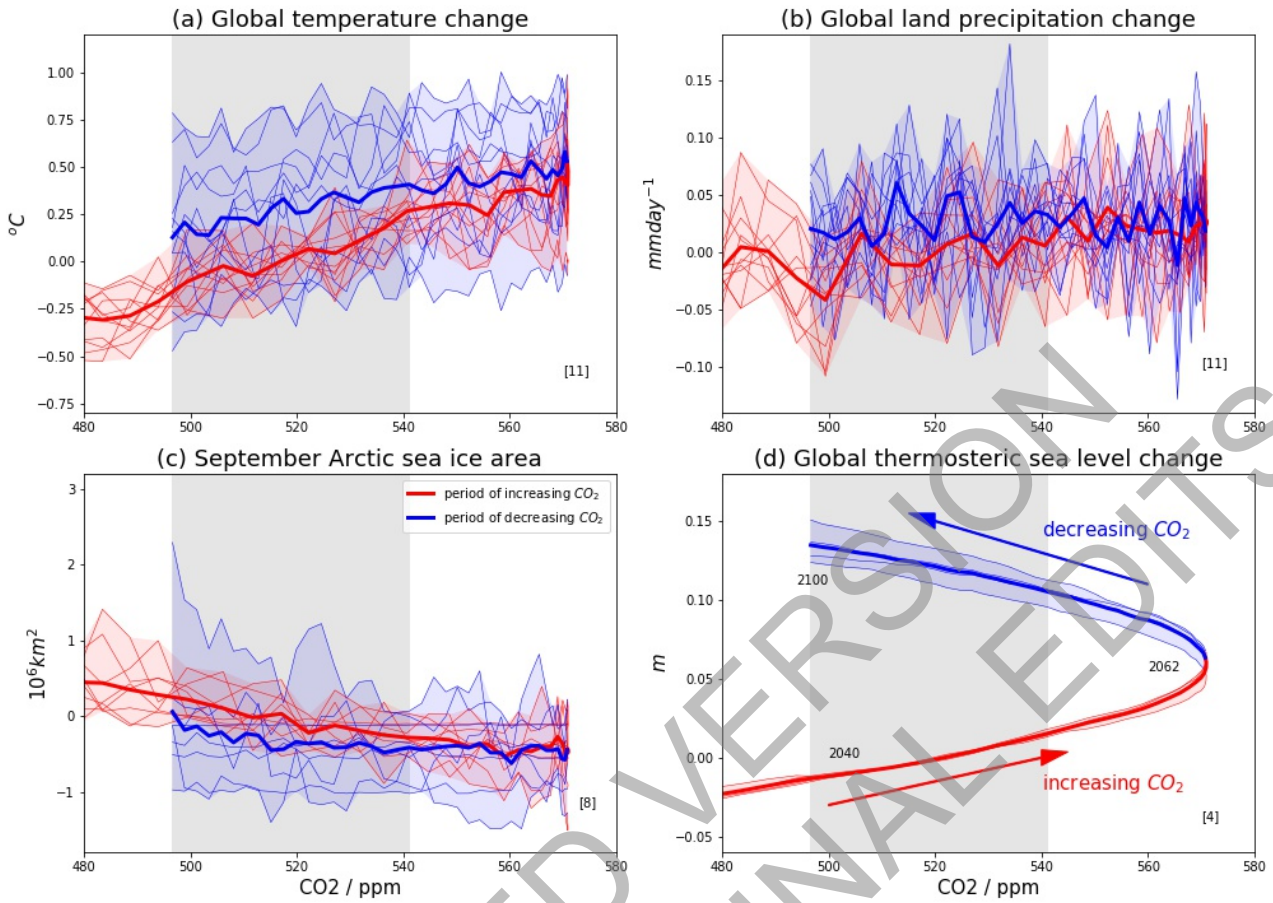 (a) Global temperature change
1.00
0.75
0.50
0.25
0.00
−0.25
−0.50
−0.75
°C
480 500 520 540 560 580
[11]
(b) Global land precipitation change
0.15
0.10
0.05
0.00
−0.05
−0.10
mmday⁻¹
480 500 520 540 560 580
[11]
(c) September Arctic sea ice area
3
2
1
0
−1
10⁶km²
period of increasing CO₂
period of decreasing CO₂
[8]
480 500 520 540 560 580
CO2 / ppm
(d) Global thermosteric sea level change
0.15
0.10
0.05
0.00
−0.05
m
decreasing CO₂
2100
2062
2040
increasing CO₂
[4]
480 500 520 540 560 580
CO2 / ppm
VERSION
EDITS